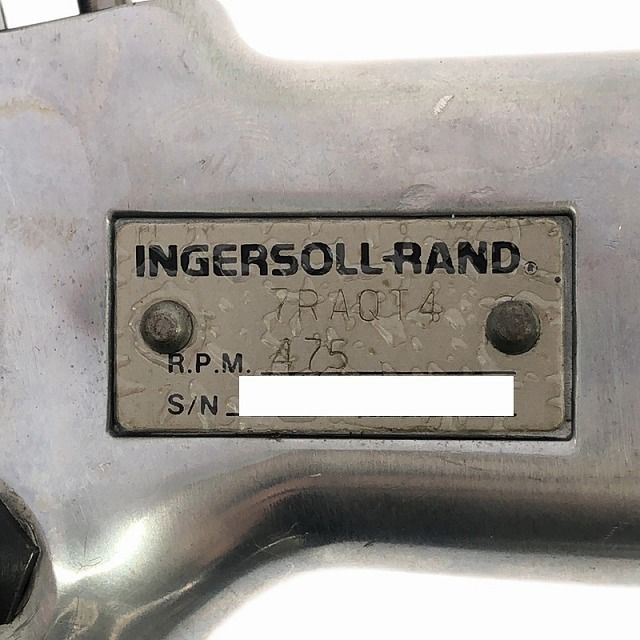 INGERSOLL-RAND®
7RAQT4
R.P.M. 475
S/N